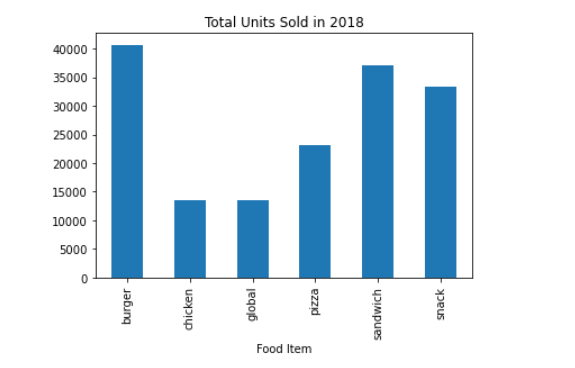 Total Units Sold in 2018
40000
35000
30000
25000
20000
15000
10000
5000
0
burger
chicken
global
pizza
sandwich
snack
Food Item